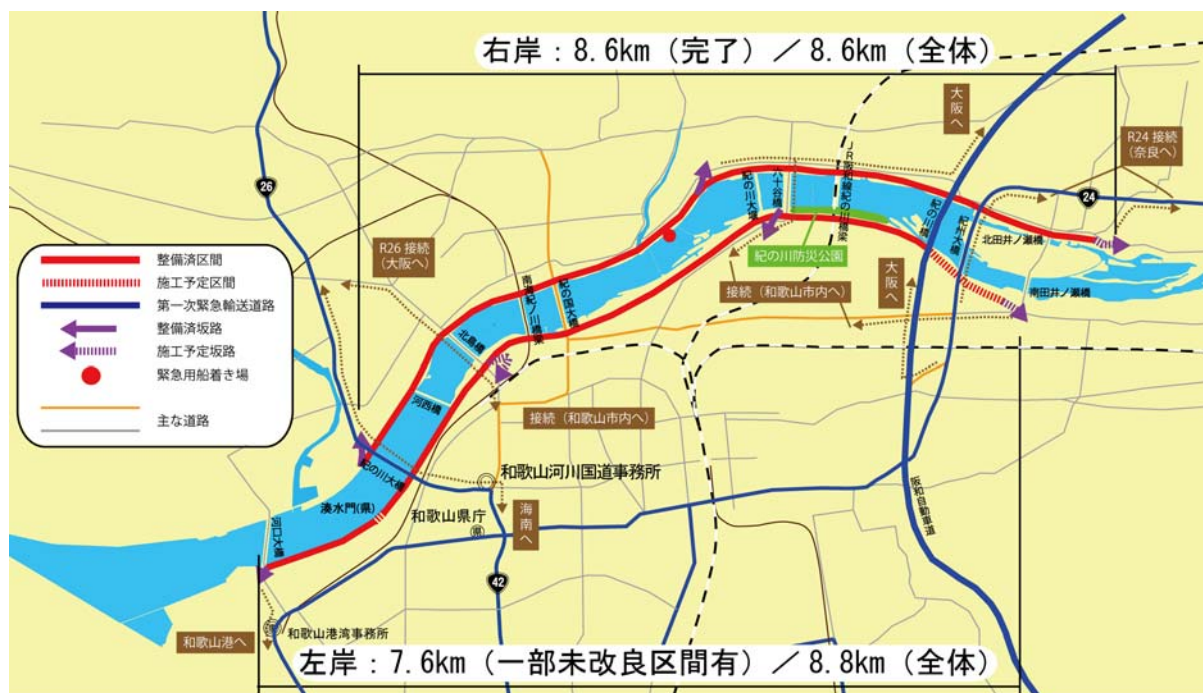 右岸：8.6km（完了）／8.6km（全体）
大阪へ
R24 接続
（奈良へ）
26
24
JR阪和線紀の川橋梁
六十谷橋
紀の川大堰
紀の川橋
紀州大橋
北田井ノ瀬橋
南田井ノ瀬橋
R26 接続
（大阪へ）
紀の川防災公園
大阪へ
接続（和歌山市内へ）
整備済区間
施工予定区間
第一次緊急輸送道路
整備済坂路
施工予定坂路
緊急用船着き場
主な道路
南海紀ノ川橋梁
紀の国大橋
北島橋
河西橋
接続（和歌山市内へ）
紀の川大橋
和歌山河川国道事務所
湊水門(県)
和歌山県庁
県
海南へ
阪和自動車道
河口大橋
42
和歌山港へ
和歌山港湾事務所
左岸：7.6km（一部未改良区間有）／8.8km（全体）